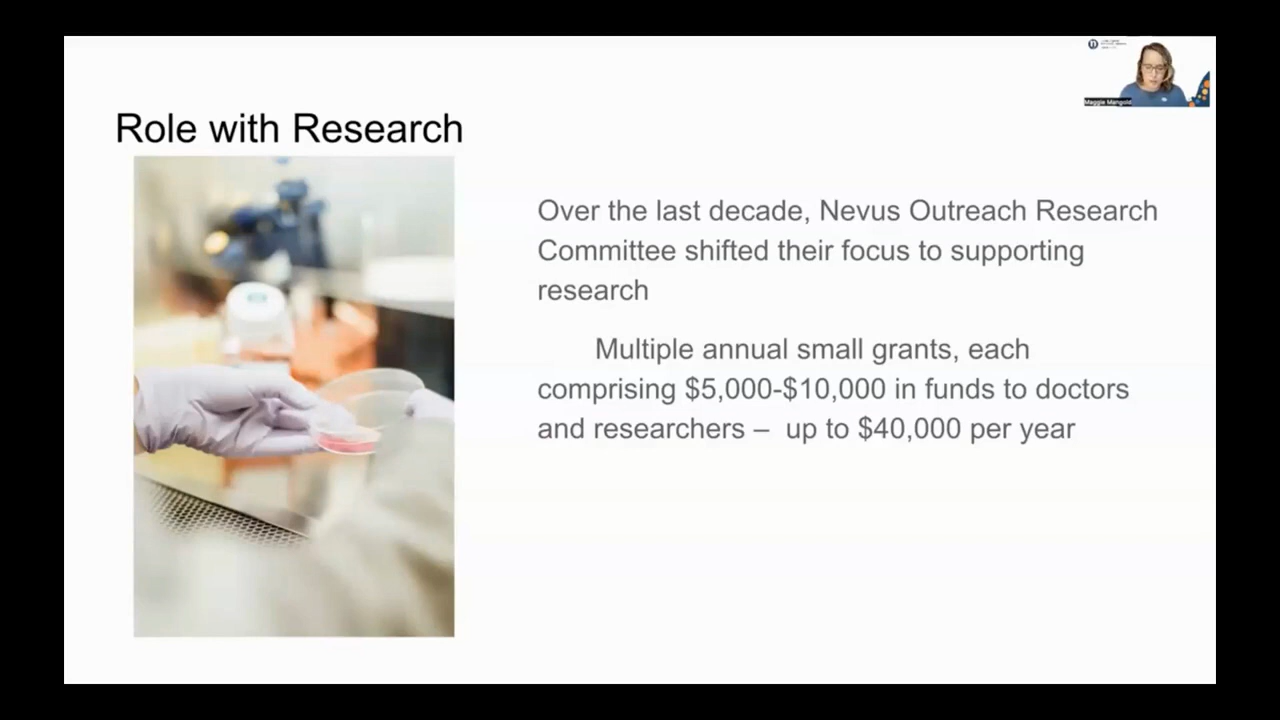 Maggie Mangold
Role with Research
Over the last decade, Nevus Outreach Research
Committee shifted their focus to supporting
research
Multiple annual small grants, each
comprising $5,000-$10,000 in funds to doctors
and researchers – up to $40,000 per year